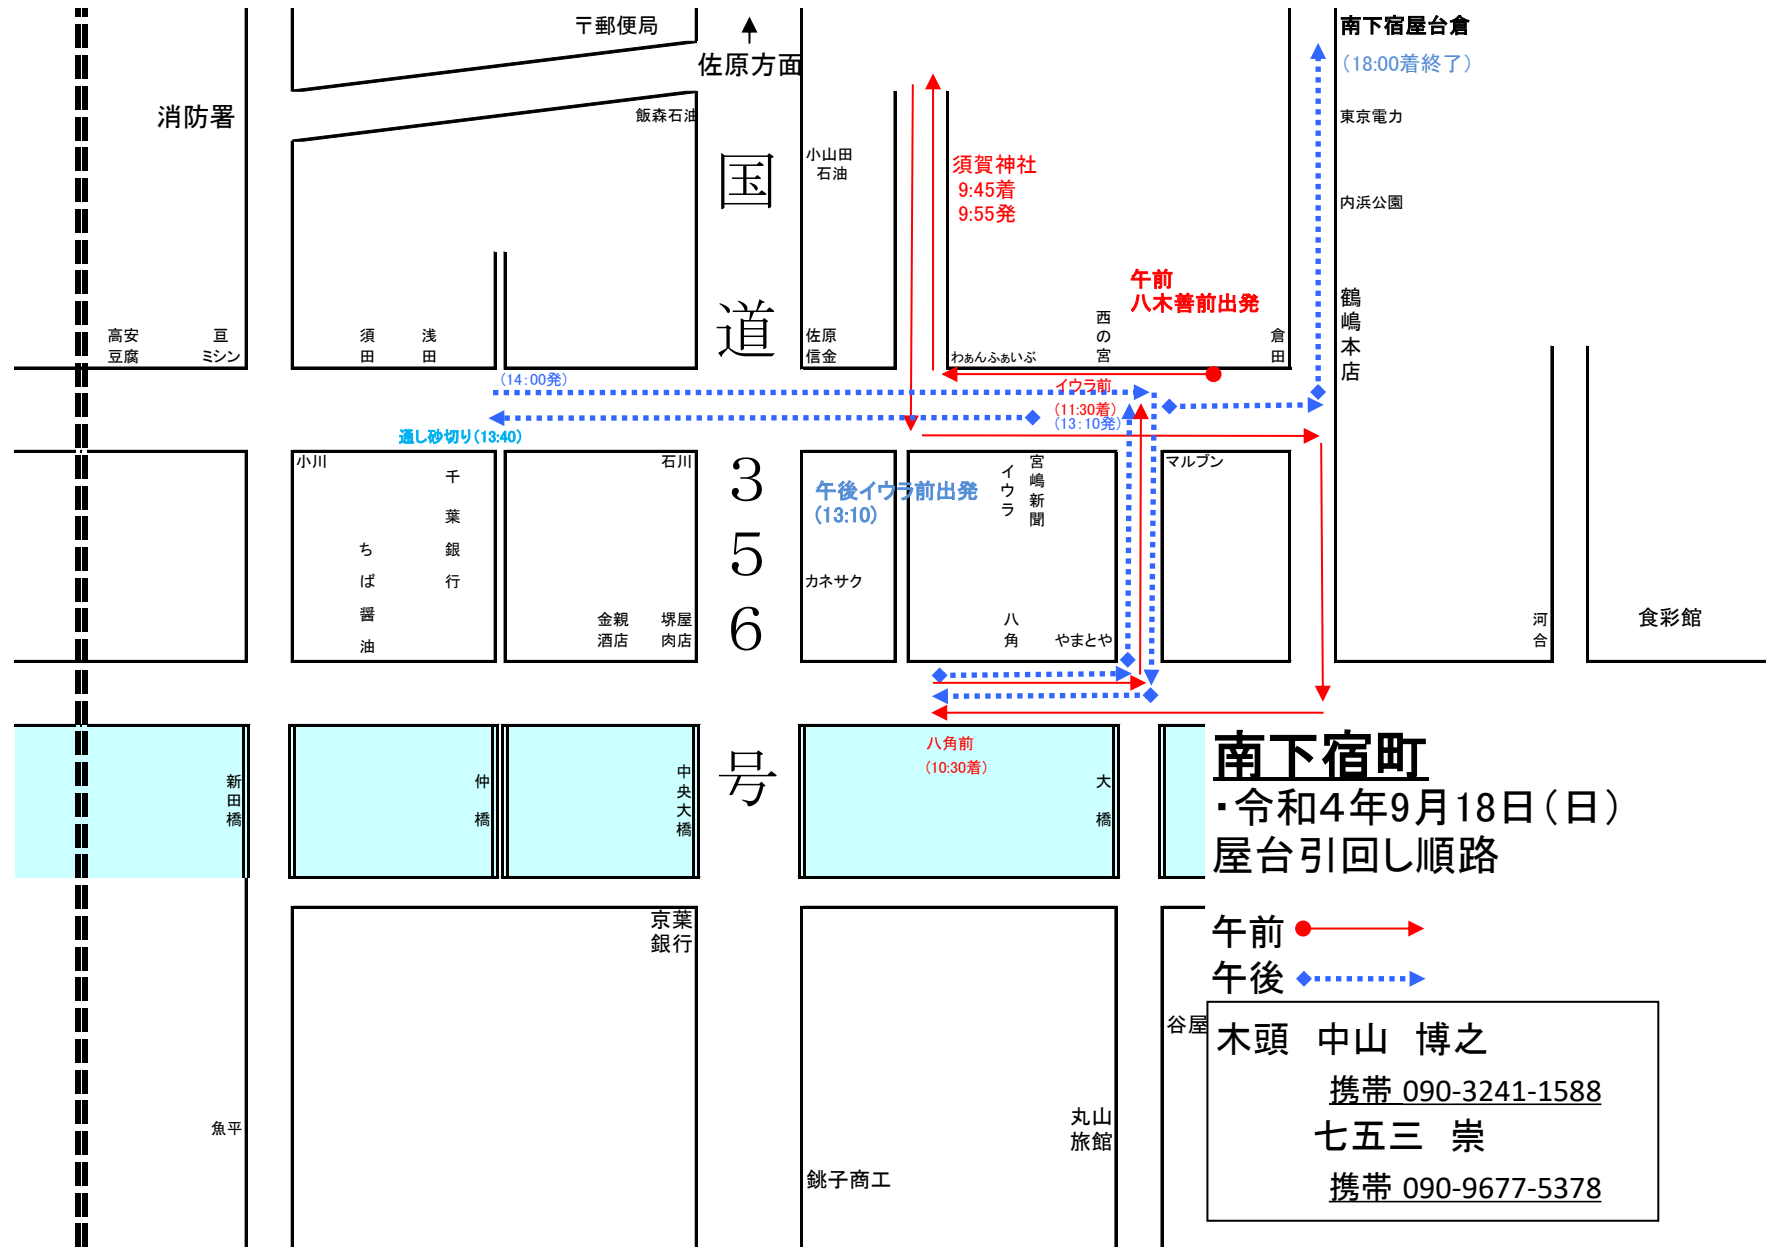 〒郵便局
佐原方面
南下宿屋台倉
(18:00着終了)
消防署
飯森石油
東京電力
小山田
石油
須賀神社
9:45着
9:55発
内浜公園
国道356号
午前
八木善前出発
鶴嶋本店
高安
豆腐
亘
ミシン
須田
浅田
佐原
信金
わぁんふぁいぶ
西の宮
倉田
(14:00発)
イウラ前
(11:30着)
(13:10発)
通し砂切り(13:40)
小川
千葉銀行
ちば醤油
石川
金親
酒店
堺屋
肉店
午後イウラ前出発
(13:10)
カネサク
イウラ
宮嶋新聞
八角
やまとや
マルブン
河合
食彩館
新田橋
仲橋
中央大橋
八角前
(10:30着)
大橋
南下宿町
・令和4年9月18日(日)
屋台引回し順路
午前
午後
京葉
銀行
谷屋
木頭 中山 博之
携帯 090-3241-1588
七五三 崇
携帯 090-9677-5378
魚平
丸山
旅館
銚子商工